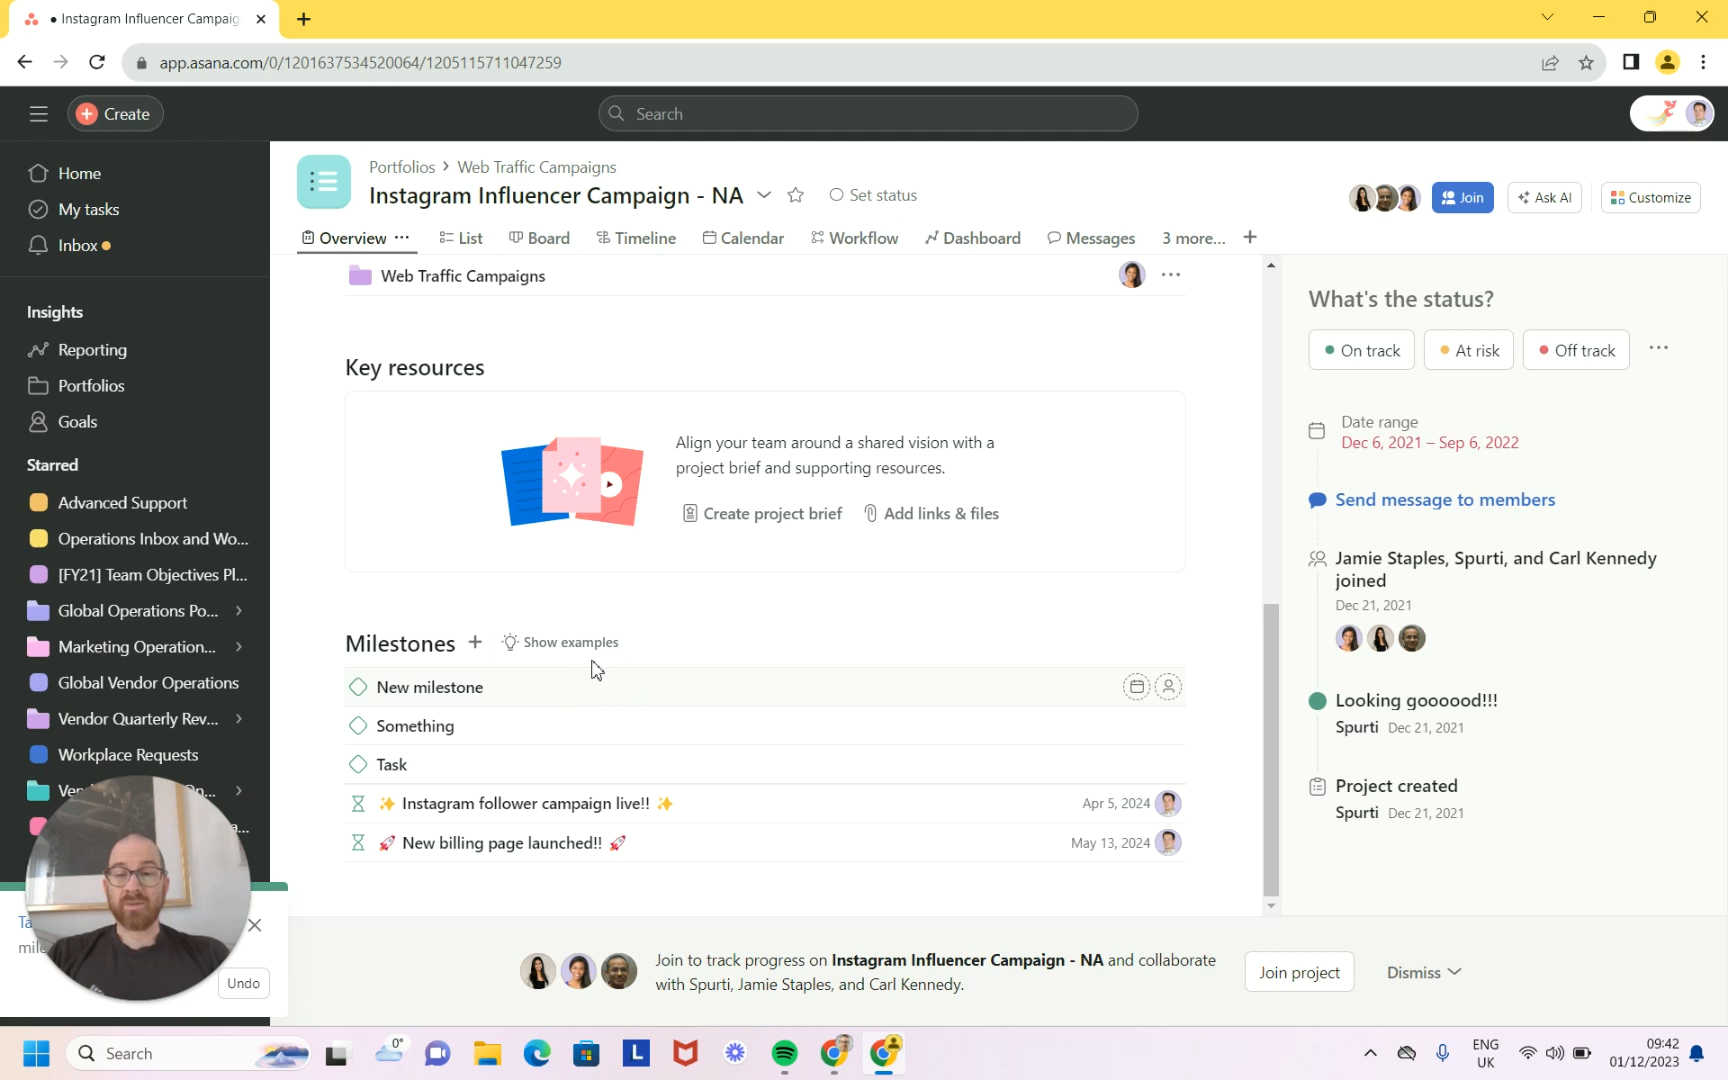 Instagram Influencer Campaig
app.asana.com/0/1201637534520064/1205115711047259
Create
Search
Home
My tasks
Inbox
Insights
Reporting
Portfolios
Goals
Starred
Advanced Support
Operations Inbox and Wo...
[FY21] Team Objectives Pl...
Global Operations Po...
Marketing Operation...
Global Vendor Operations
Vendor Quarterly Rev...
Workplace Requests
Undo
Portfolios > Web Traffic Campaigns
Instagram Influencer Campaign - NA
Set status
Join
Ask AI
Customize
Overview ...
List
Board
Timeline
Calendar
Workflow
Dashboard
Messages
3 more...
+
Web Traffic Campaigns
Key resources
Align your team around a shared vision with a
project brief and supporting resources.
Create project brief
Add links & files
Milestones +
Show examples
New milestone
Something
Task
✨ Instagram follower campaign live!! ✨
Apr 5, 2024
🚀 New billing page launched!! 🚀
May 13, 2024
What's the status?
On track
At risk
Off track
Date range
Dec 6, 2021 – Sep 6, 2022
Send message to members
Jamie Staples, Spurti, and Carl Kennedy
joined
Dec 21, 2021
Looking goooood!!!
Spurti Dec 21, 2021
Project created
Spurti Dec 21, 2021
Join to track progress on Instagram Influencer Campaign - NA and collaborate
with Spurti, Jamie Staples, and Carl Kennedy.
Join project
Dismiss
Search
0°
L
ENG
UK
09:42
01/12/2023